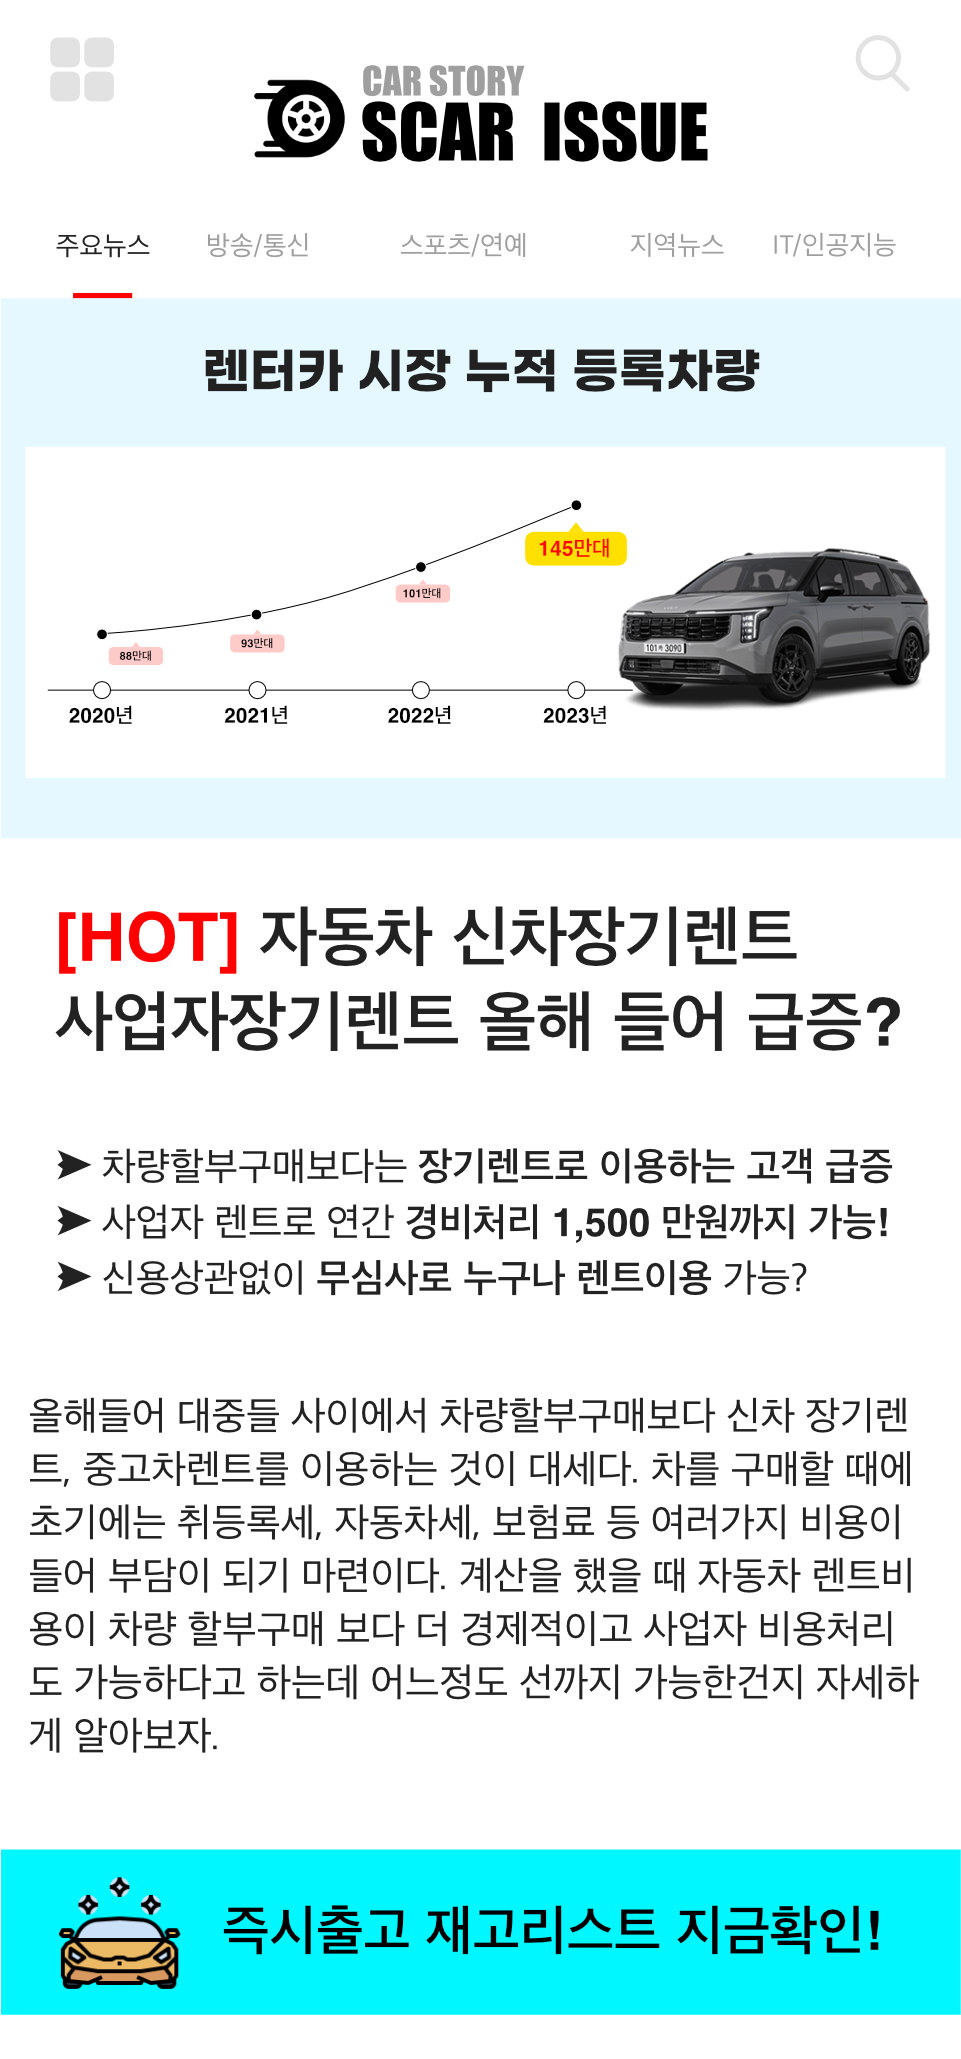 CAR STORY
SCAR ISSUE
주요뉴스 방송/통신 스포츠/연예 지역뉴스 IT/인공지능
렌터카 시장 누적 등록차량
145만대
101만대
93만대
88만대
101카 3090
2020년 2021년 2022년 2023년
[HOT] 자동차 신차장기렌트
사업자장기렌트 올해 들어 급증?
➤ 차량할부구매보다는 장기렌트로 이용하는 고객 급증
➤ 사업자 렌트로 연간 경비처리 1,500 만원까지 가능!
➤ 신용상관없이 무심사로 누구나 렌트이용 가능?
올해들어 대중들 사이에서 차량할부구매보다 신차 장기렌
트, 중고차렌트를 이용하는 것이 대세다. 차를 구매할 때에
초기에는 취등록세, 자동차세, 보험료 등 여러가지 비용이
들어 부담이 되기 마련이다. 계산을 했을 때 자동차 렌트비
용이 차량 할부구매 보다 더 경제적이고 사업자 비용처리
도 가능하다고 하는데 어느정도 선까지 가능한건지 자세하
게 알아보자.
즉시출고 재고리스트 지금확인!